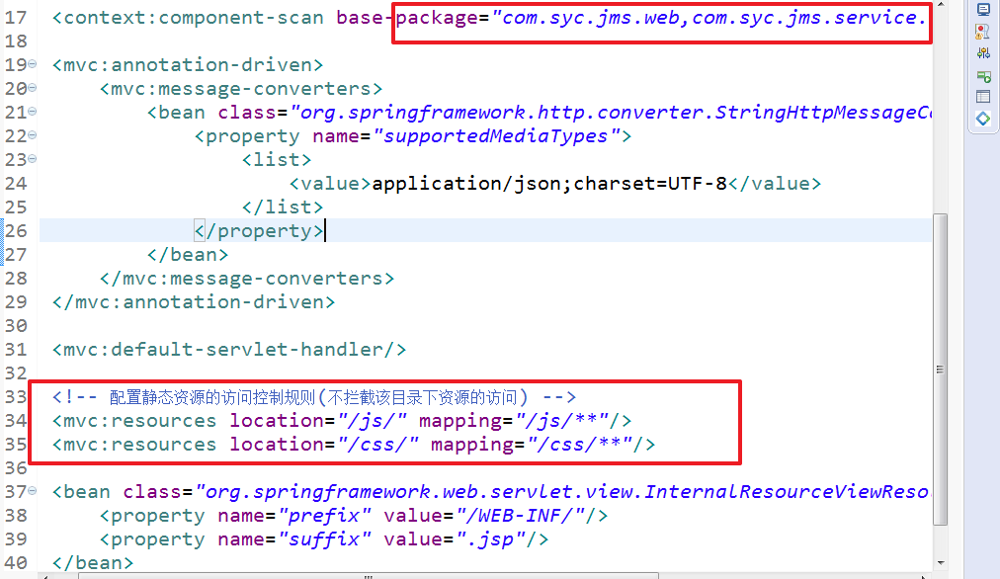 17 <context:component-scan base-package="com.syc.jms.web,com.syc.jms.service.
18
19 <mvc:annotation-driven>
20 <mvc:message-converters>
21 <bean class="org.springframework.http.converter.StringHttpMessageCo
22 <property name="supportedMediaTypes">
23 <list>
24 <value>application/json;charset=UTF-8</value>
25 </list>
26 </property>
27 </bean>
28 </mvc:message-converters>
29 </mvc:annotation-driven>
30
31 <mvc:default-servlet-handler/>
32
33 <!-- 配置静态资源的访问控制规则(不拦截该目录下资源的访问) -->
34 <mvc:resources location="/js/" mapping="/js/**"/>
35 <mvc:resources location="/css/" mapping="/css/**"/>
36
37 <bean class="org.springframework.web.servlet.view.InternalResourceViewReso
38 <property name="prefix" value="/WEB-INF/"/>
39 <property name="suffix" value=".jsp"/>
40 </bean>